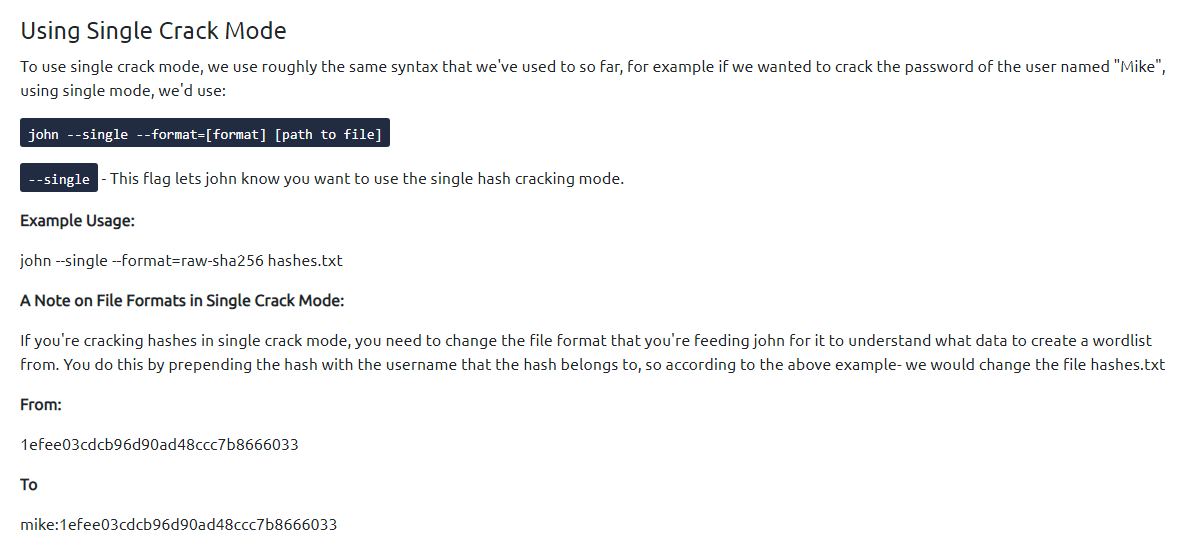 Using Single Crack Mode
To use single crack mode, we use roughly the same syntax that we've used to so far, for example if we wanted to crack the password of the user named "Mike",
using single mode, we'd use:
john --single --format=[format] [path to file]
--single - This flag lets john know you want to use the single hash cracking mode.
Example Usage:
john --single --format=raw-sha256 hashes.txt
A Note on File Formats in Single Crack Mode:
If you're cracking hashes in single crack mode, you need to change the file format that you're feeding john for it to understand what data to create a wordlist
from. You do this by prepending the hash with the username that the hash belongs to, so according to the above example- we would change the file hashes.txt
From:
1efee03cdcb96d90ad48ccc7b8666033
To
mike:1efee03cdcb96d90ad48ccc7b8666033